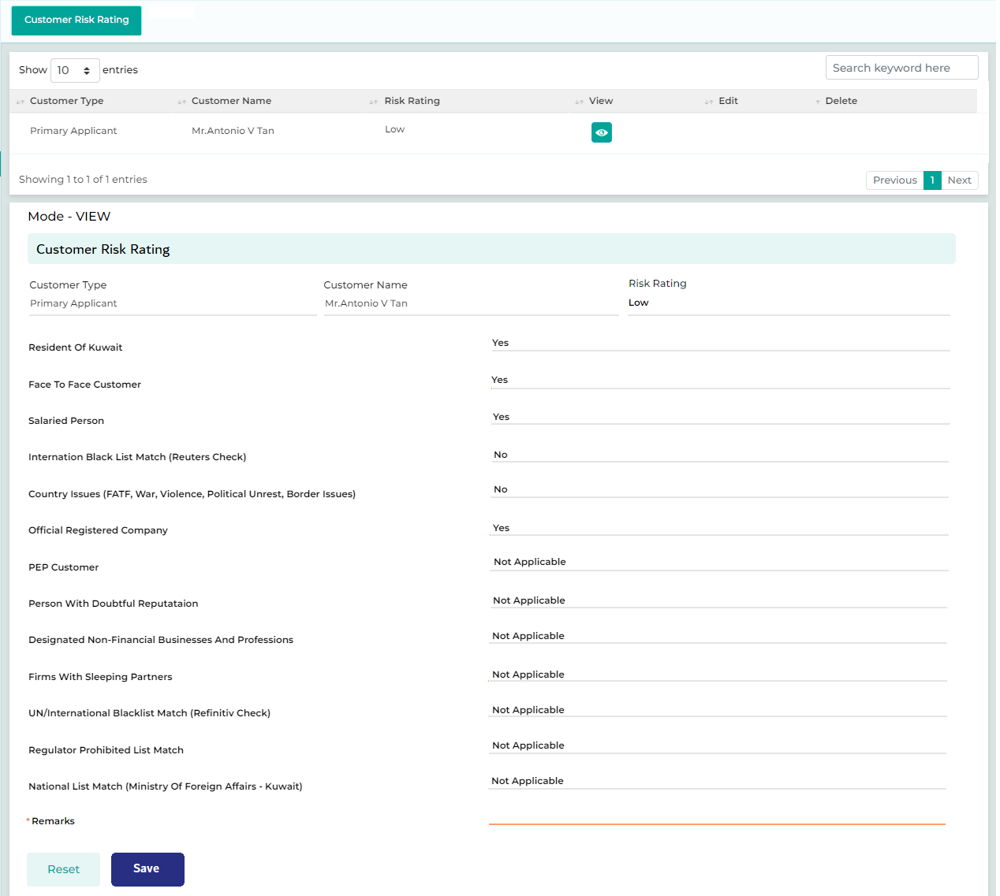 Customer Risk Rating
Show 10 entries
Search keyword here
Customer Type Customer Name Risk Rating View Edit Delete
Primary Applicant Mr.Antonio V Tan Low
Showing 1 to 1 of 1 entries
Previous 1 Next
Mode - VIEW
Customer Risk Rating
Customer Type Customer Name Risk Rating
Primary Applicant Mr.Antonio V Tan Low
Resident Of Kuwait Yes
Face To Face Customer Yes
Salaried Person Yes
Internation Black List Match (Reuters Check) No
Country Issues (FATF, War, Violence, Political Unrest, Border Issues) No
Official Registered Company Yes
PEP Customer Not Applicable
Person With Doubtful Reputataion Not Applicable
Designated Non-Financial Businesses And Professions Not Applicable
Firms With Sleeping Partners Not Applicable
UN/International Blacklist Match (Refinitiv Check) Not Applicable
Regulator Prohibited List Match Not Applicable
National List Match (Ministry Of Foreign Affairs - Kuwait) Not Applicable
*Remarks
Reset Save